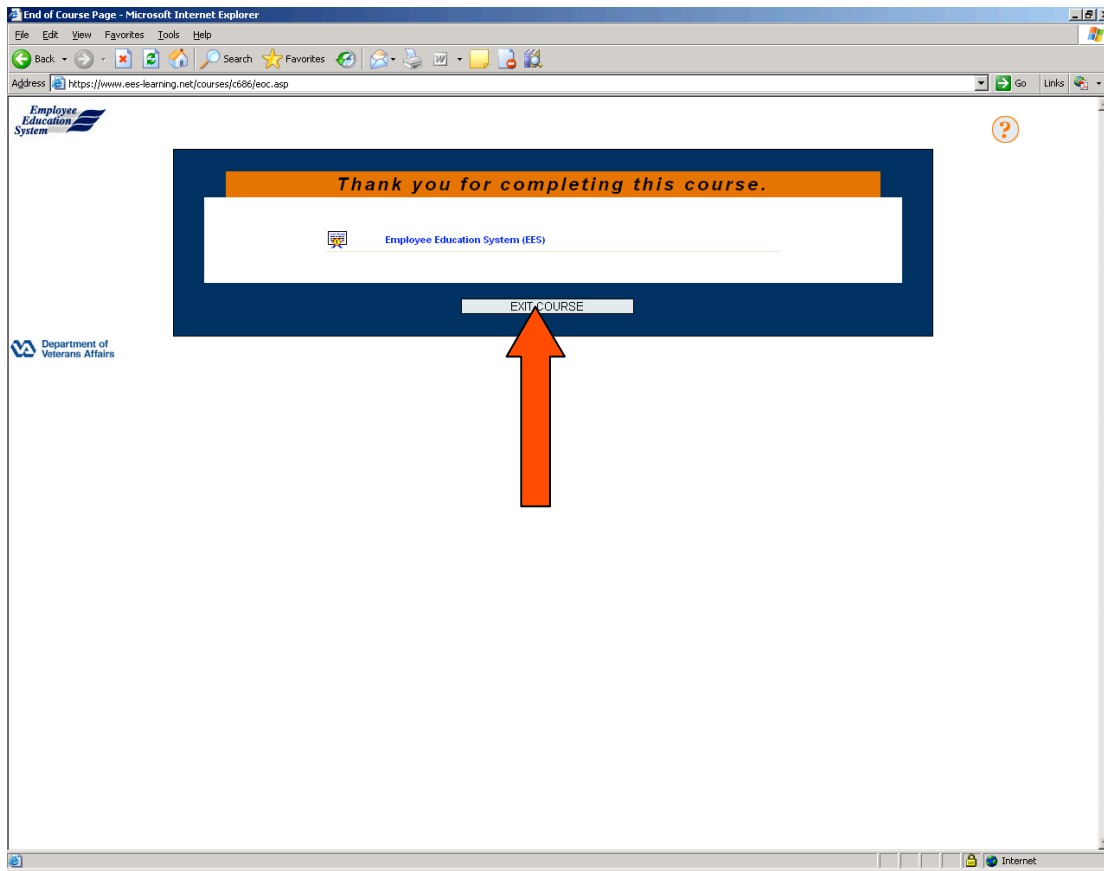 End of Course Page - Microsoft Internet Explorer
File Edit View Favorites Tools Help
Back Search Favorites
Address https://www.ees-learning.net/courses/c686/eoc.asp Go Links
Employee
Education
System
?
Thank you for completing this course.
Employee Education System (EES)
EXIT COURSE
VA Department of
Veterans Affairs
Internet